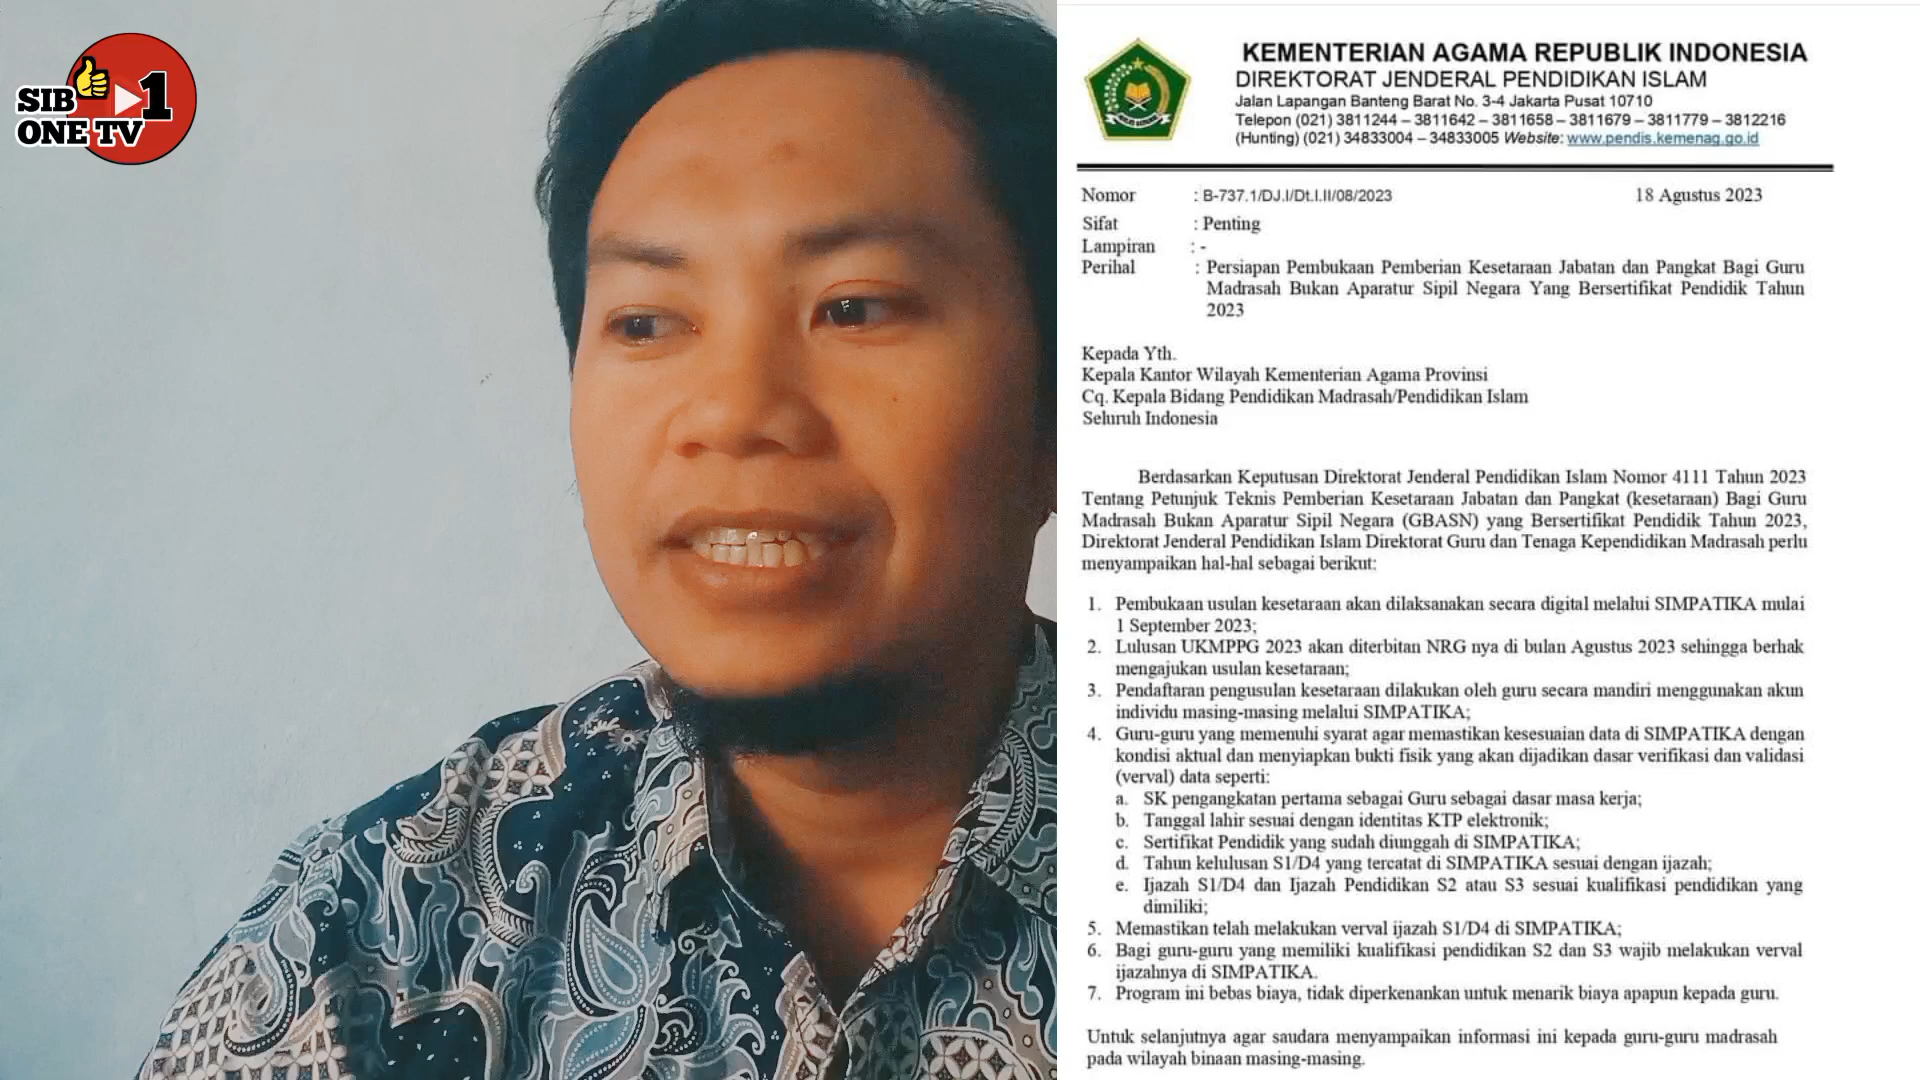 SIB 1
ONE TV
KEMENTERIAN AGAMA REPUBLIK INDONESIA
DIREKTORAT JENDERAL PENDIDIKAN ISLAM
Jalan Lapangan Banteng Barat No. 3-4 Jakarta Pusat 10710
Telepon (021) 3811244 – 3811642 – 3811658 – 3811679 – 3811779 – 3812216
(Hunting) (021) 34833004 – 34833005 Website: www.pendis.kemenag.go.id
Nomor : B-737.1/DJ.I/Dt.I.II/08/2023 18 Agustus 2023
Sifat : Penting
Lampiran : -
Perihal : Persiapan Pembukaan Pemberian Kesetaraan Jabatan dan Pangkat Bagi Guru
Madrasah Bukan Aparatur Sipil Negara Yang Bersertifikat Pendidik Tahun
2023
Kepada Yth.
Kepala Kantor Wilayah Kementerian Agama Provinsi
Cq. Kepala Bidang Pendidikan Madrasah/Pendidikan Islam
Seluruh Indonesia
Berdasarkan Keputusan Direktorat Jenderal Pendidikan Islam Nomor 4111 Tahun 2023
Tentang Petunjuk Teknis Pemberian Kesetaraan Jabatan dan Pangkat (kesetaraan) Bagi Guru
Madrasah Bukan Aparatur Sipil Negara (GBASN) yang Bersertifikat Pendidik Tahun 2023,
Direktorat Jenderal Pendidikan Islam Direktorat Guru dan Tenaga Kependidikan Madrasah perlu
menyampaikan hal-hal sebagai berikut:
1. Pembukaan usulan kesetaraan akan dilaksanakan secara digital melalui SIMPATIKA mulai
1 September 2023;
2. Lulusan UKMPPG 2023 akan diterbitan NRG nya di bulan Agustus 2023 sehingga berhak
mengajukan usulan kesetaraan;
3. Pendaftaran pengusulan kesetaraan dilakukan oleh guru secara mandiri menggunakan akun
individu masing-masing melalui SIMPATIKA;
4. Guru-guru yang memenuhi syarat agar memastikan kesesuaian data di SIMPATIKA dengan
kondisi aktual dan menyiapkan bukti fisik yang akan dijadikan dasar verifikasi dan validasi
(verval) data seperti:
a. SK pengangkatan pertama sebagai Guru sebagai dasar masa kerja;
b. Tanggal lahir sesuai dengan identitas KTP elektronik;
c. Sertifikat Pendidik yang sudah diunggah di SIMPATIKA;
d. Tahun kelulusan S1/D4 yang tercatat di SIMPATIKA sesuai dengan ijazah;
e. Ijazah S1/D4 dan Ijazah Pendidikan S2 atau S3 sesuai kualifikasi pendidikan yang
dimiliki;
5. Memastikan telah melakukan verval ijazah S1/D4 di SIMPATIKA;
6. Bagi guru-guru yang memiliki kualifikasi pendidikan S2 dan S3 wajib melakukan verval
ijazahnya di SIMPATIKA.
7. Program ini bebas biaya, tidak diperkenankan untuk menarik biaya apapun kepada guru.
Untuk selanjutnya agar saudara menyampaikan informasi ini kepada guru-guru madrasah
pada wilayah binaan masing-masing.